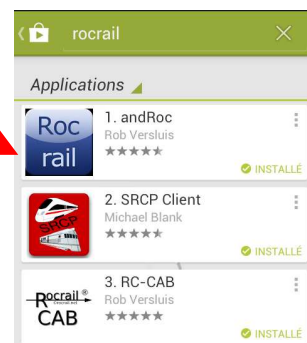 rocrail
Applications
Roc
rail
1. andRoc
Rob Versluis
INSTALLÉ
SRCP
2. SRCP Client
Michael Blank
INSTALLÉ
Rocrail®
CAB
3. RC-CAB
Rob Versluis
INSTALLÉ